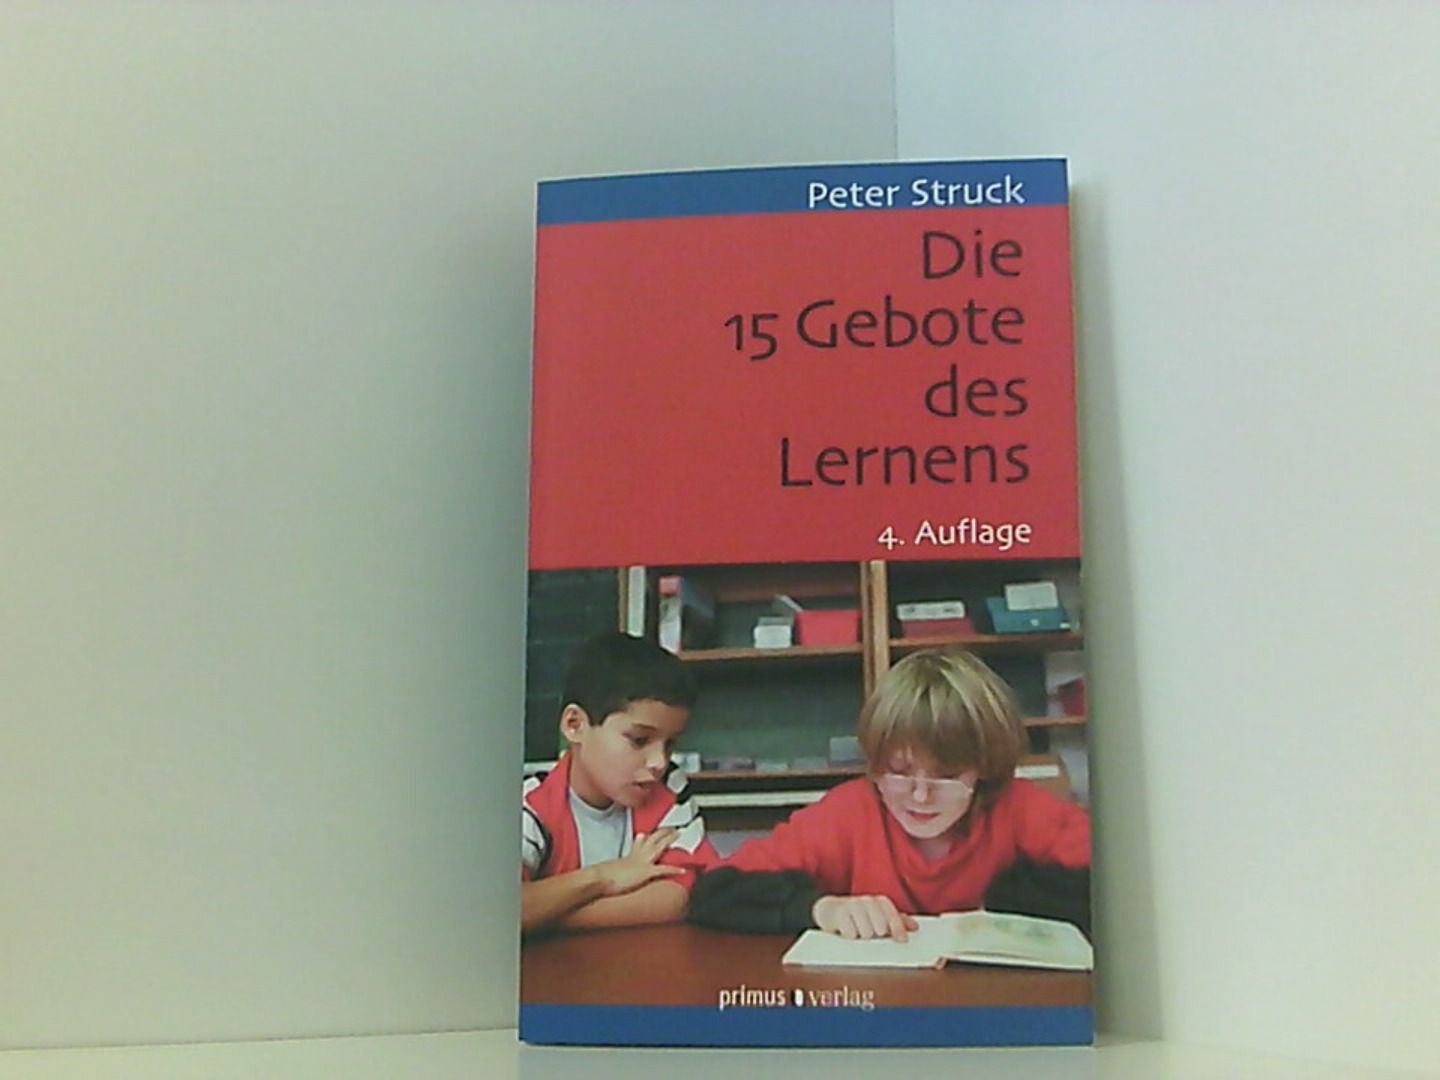 Peter Struck
Die
15 Gebote
des
Lernens
4. Auflage
primus verlag